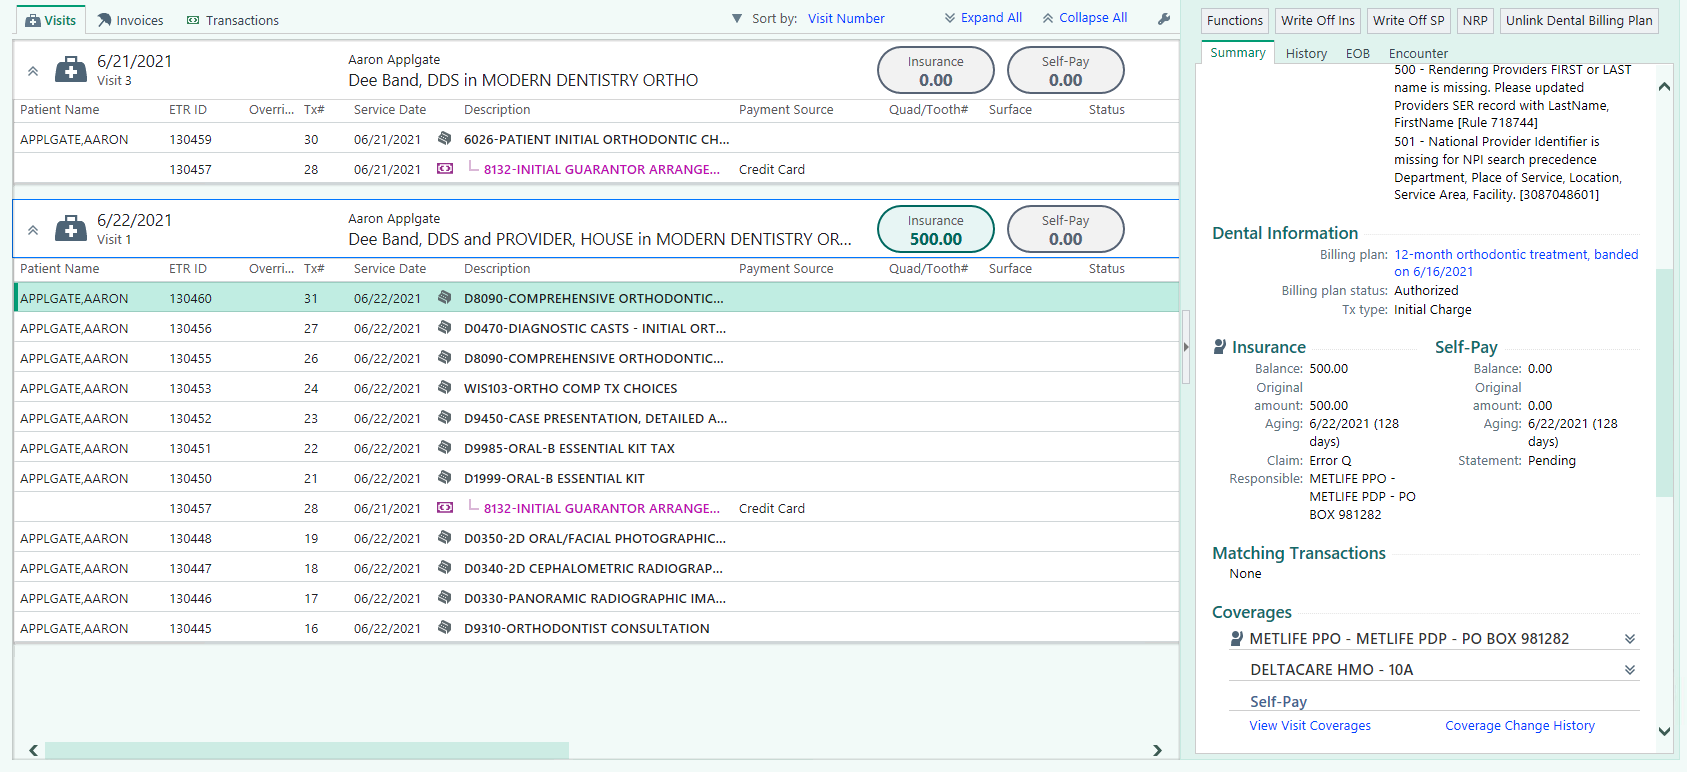 Visits Invoices Transactions Sort by: Visit Number Expand All Collapse All
6/21/2021
Visit 3
Aaron Applgate
Dee Band, DDS in MODERN DENTISTRY ORTHO
Insurance
0.00
Self-Pay
0.00
Patient Name ETR ID Overri... Tx# Service Date Description Payment Source Quad/Tooth# Surface Status
APPLGATE,AARON 130459 30 06/21/2021 6026-PATIENT INITIAL ORTHODONTIC CH...
130457 28 06/21/2021 8132-INITIAL GUARANTOR ARRANGE... Credit Card
6/22/2021
Visit 1
Aaron Applgate
Dee Band, DDS and PROVIDER, HOUSE in MODERN DENTISTRY OR...
Insurance
500.00
Self-Pay
0.00
Patient Name ETR ID Overri... Tx# Service Date Description Payment Source Quad/Tooth# Surface Status
APPLGATE,AARON 130460 31 06/22/2021 D8090-COMPREHENSIVE ORTHODONTIC...
APPLGATE,AARON 130456 27 06/22/2021 D0470-DIAGNOSTIC CASTS - INITIAL ORT...
APPLGATE,AARON 130455 26 06/22/2021 D8090-COMPREHENSIVE ORTHODONTIC...
APPLGATE,AARON 130453 24 06/22/2021 WIS103-ORTHO COMP TX CHOICES
APPLGATE,AARON 130452 23 06/22/2021 D9450-CASE PRESENTATION, DETAILED A...
APPLGATE,AARON 130451 22 06/22/2021 D9985-ORAL-B ESSENTIAL KIT TAX
APPLGATE,AARON 130450 21 06/22/2021 D1999-ORAL-B ESSENTIAL KIT
130457 28 06/21/2021 8132-INITIAL GUARANTOR ARRANGE... Credit Card
APPLGATE,AARON 130448 19 06/22/2021 D0350-2D ORAL/FACIAL PHOTOGRAPHIC...
APPLGATE,AARON 130447 18 06/22/2021 D0340-2D CEPHALOMETRIC RADIOGRAP...
APPLGATE,AARON 130446 17 06/22/2021 D0330-PANORAMIC RADIOGRAPHIC IMA...
APPLGATE,AARON 130445 16 06/22/2021 D9310-ORTHODONTIST CONSULTATION
Functions Write Off Ins Write Off SP NRP Unlink Dental Billing Plan
Summary History EOB Encounter
500 - Rendering Providers FIRST or LAST
name is missing. Please updated
Providers SER record with LastName,
FirstName [Rule 718744]
501 - National Provider Identifier is
missing for NPI search precedence
Department, Place of Service, Location,
Service Area, Facility. [3087048601]
Dental Information
Billing plan: 12-month orthodontic treatment, banded
on 6/16/2021
Billing plan status: Authorized
Tx type: Initial Charge
Insurance
Balance: 500.00
Original
amount: 500.00
Aging: 6/22/2021 (128
days)
Claim: Error Q
Responsible: METLIFE PPO -
METLIFE PDP - PO
BOX 981282
Self-Pay
Balance: 0.00
Original
amount: 0.00
Aging: 6/22/2021 (128
days)
Statement: Pending
Matching Transactions
None
Coverages
METLIFE PPO - METLIFE PDP - PO BOX 981282
DELTACARE HMO - 10A
Self-Pay
View Visit Coverages Coverage Change History